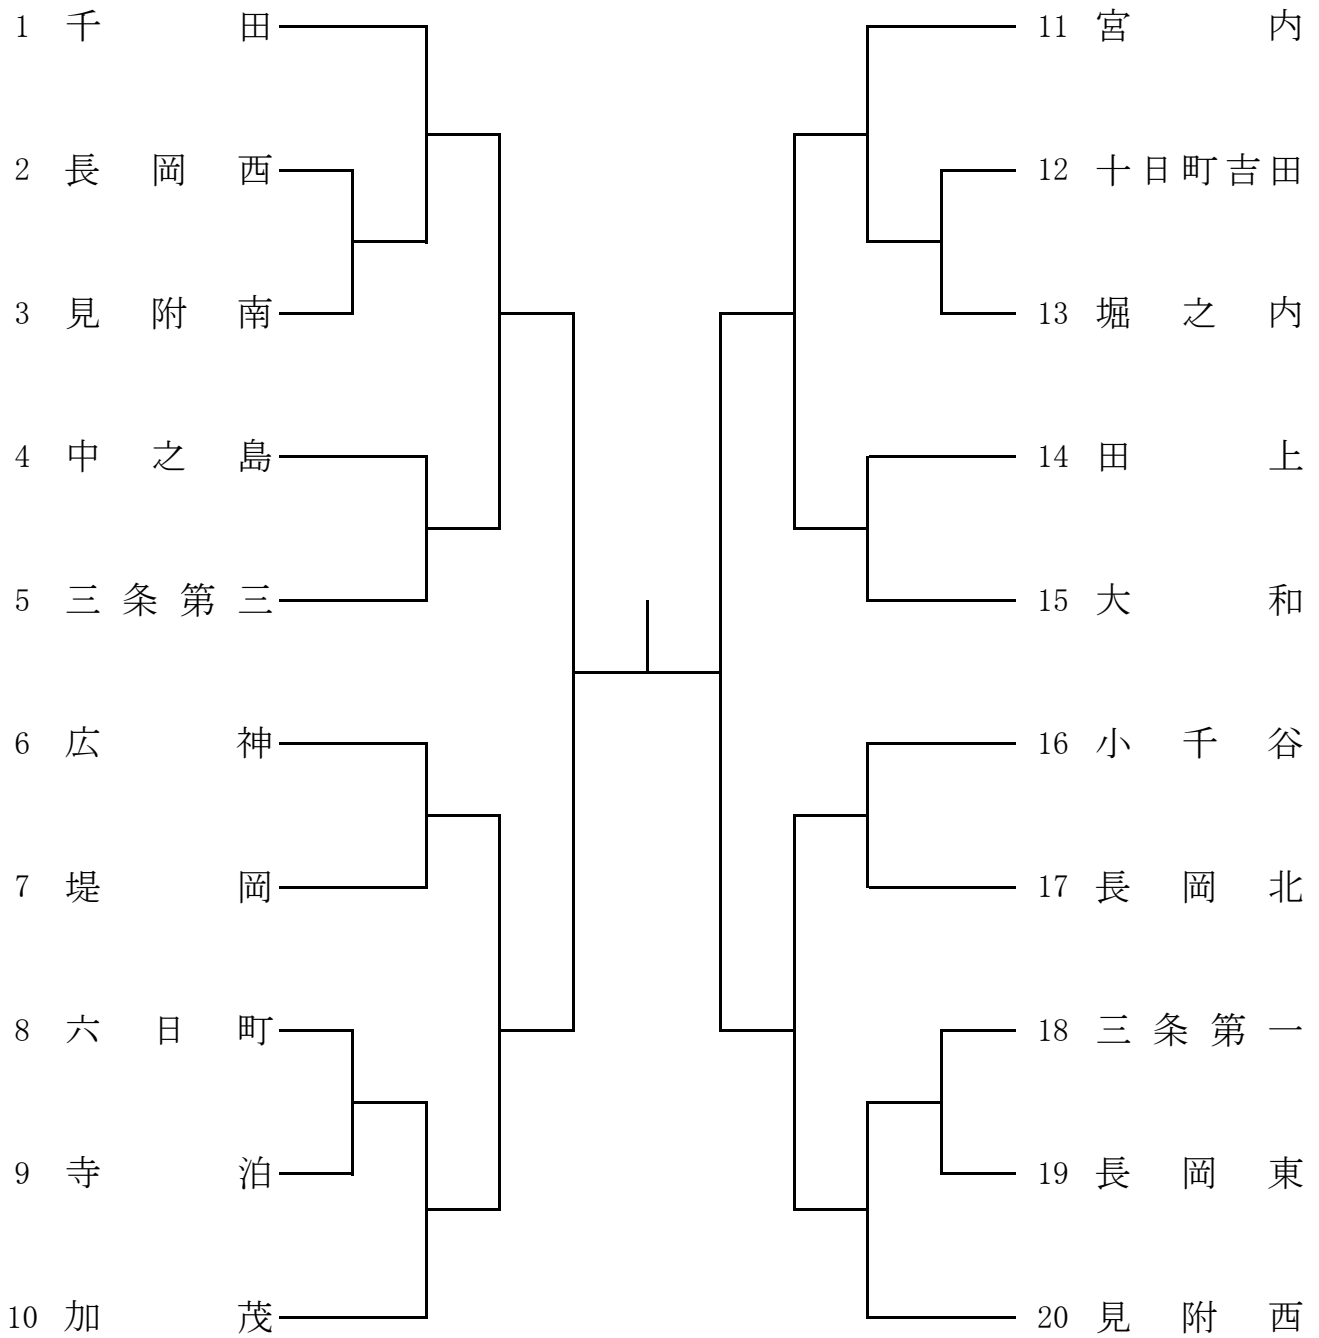 1 千田
2 長岡西
3 見附南
4 中之島
5 三条第三
6 広神
7 堤岡
8 六日町
9 寺泊
10 加茂
11 宮内
12 十日町吉田
13 堀之内
14 田上
15 大和
16 小千谷
17 長岡北
18 三条第一
19 長岡東
20 見附西